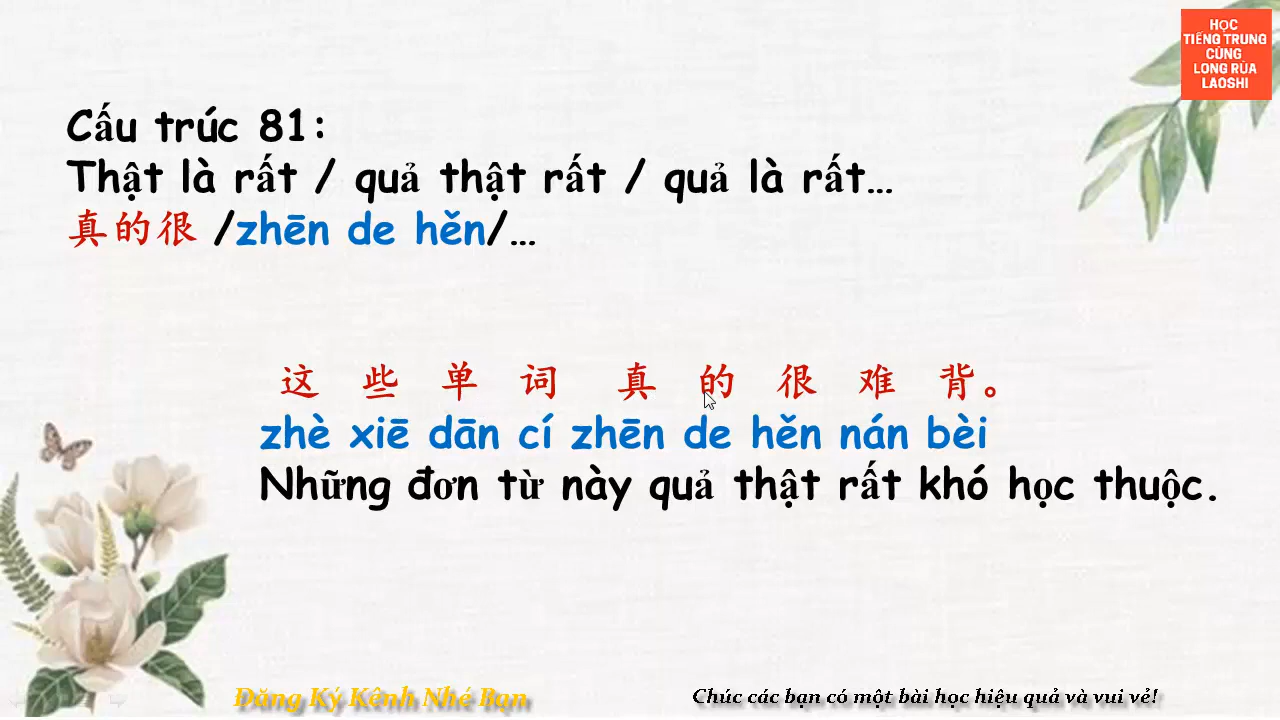 HỌC
TIẾNG TRUNG
CÙNG
LONG RÙA
LAOSHI
Cấu trúc 81:
Thật là rất / quả thật rất / quả là rất...
真的很 /zhēn de hěn/...
这 些 单 词 真 的 很 难 背。
zhè xiē dān cí zhēn de hěn nán bèi
Những đơn từ này quả thật rất khó học thuộc.
Đăng Ký Kênh Nhé Bạn
Chúc các bạn có một bài học hiệu quả và vui vẻ!